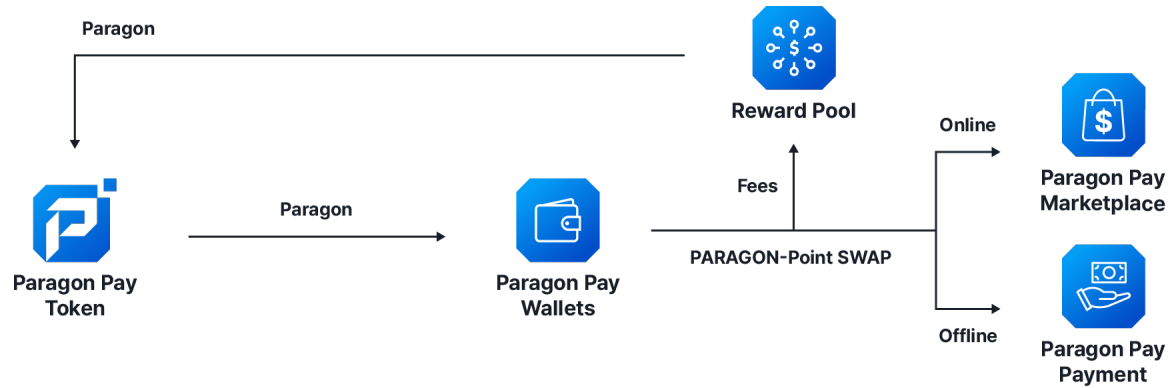 Paragon
Reward Pool
Online
Paragon Pay
Marketplace
Fees
Paragon
PARAGON-Point SWAP
Paragon Pay
Token
Paragon Pay
Wallets
Offline
Paragon Pay
Payment